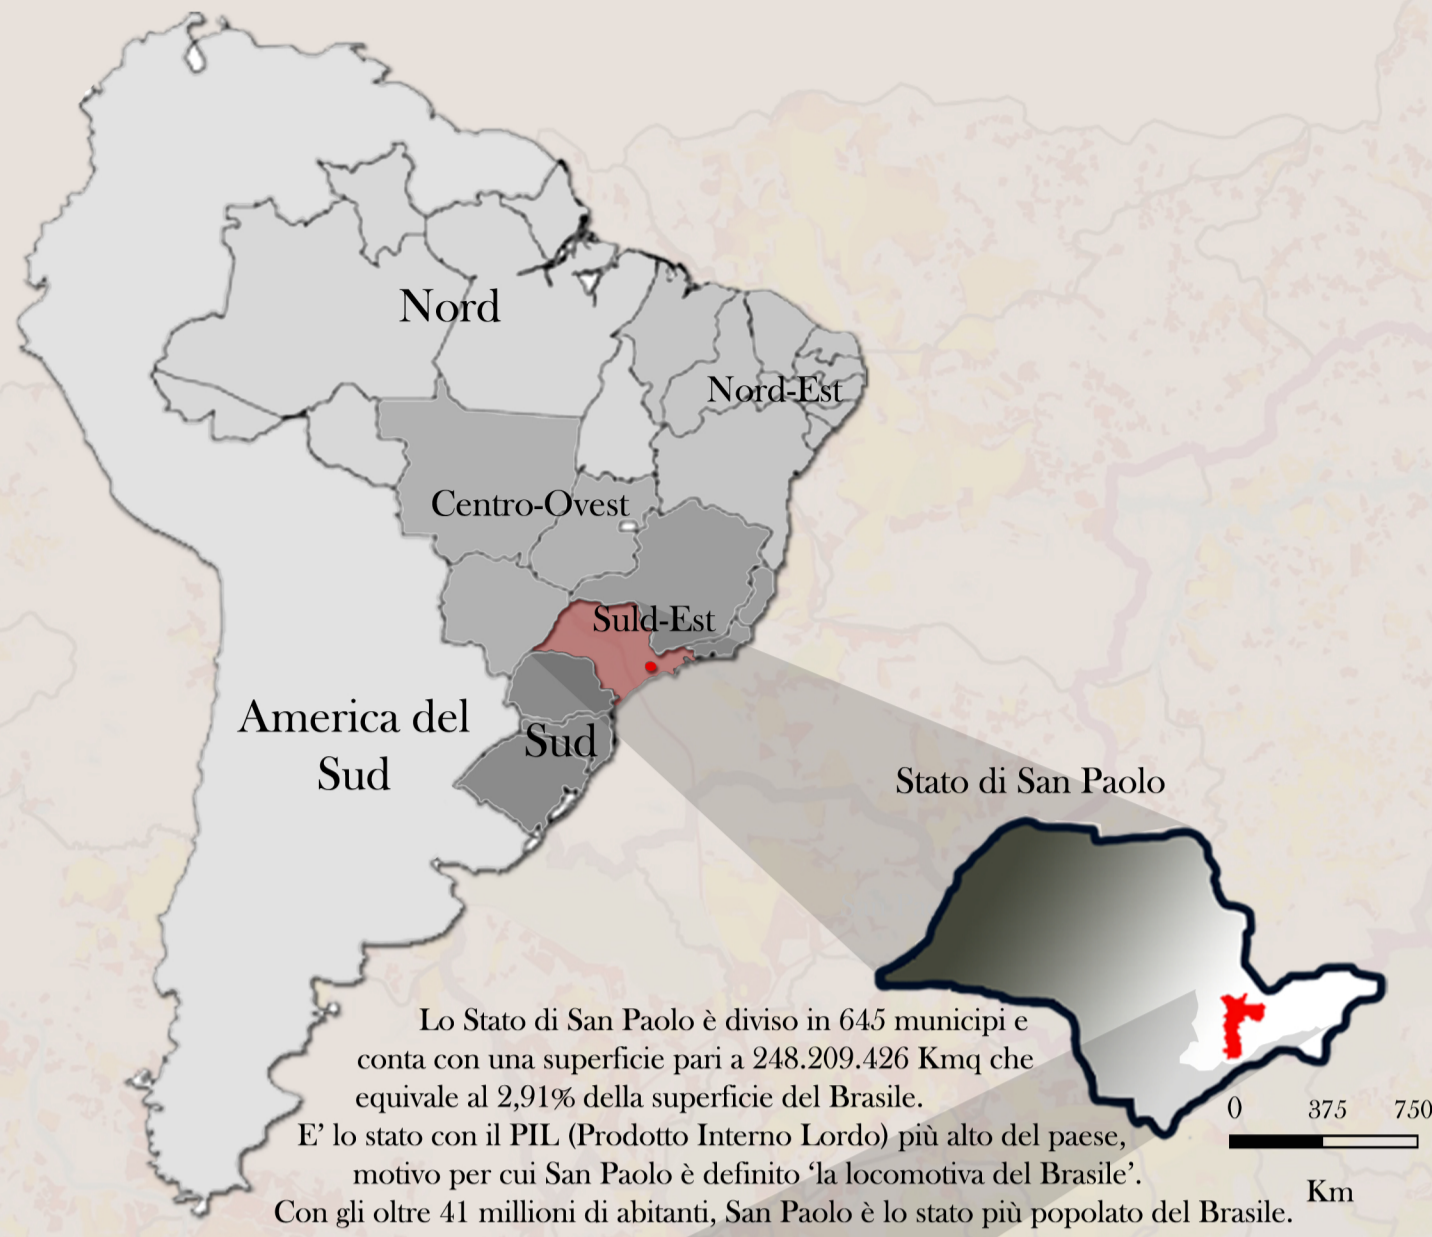 Nord
Nord-Est
Centro-Ovest
Suld-Est
America del
Sud
Sud
Stato di San Paolo
Lo Stato di San Paolo è diviso in 645 municipi e
conta con una superficie pari a 248.209.426 Kmq che
equivale al 2,91% della superficie del Brasile.
E' lo stato con il PIL (Prodotto Interno Lordo) più alto del paese,
motivo per cui San Paolo è definito ‘la locomotiva del Brasile’.
Con gli oltre 41 millioni di abitanti, San Paolo è lo stato più popolato del Brasile.
0 375 750
Km